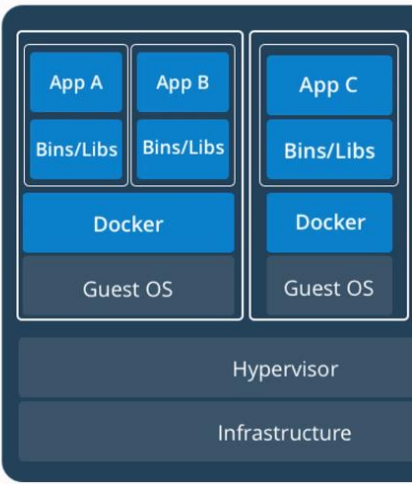 App A
App B
App C
Bins/Libs
Bins/Libs
Bins/Libs
Docker
Docker
Guest OS
Guest OS
Hypervisor
Infrastructure